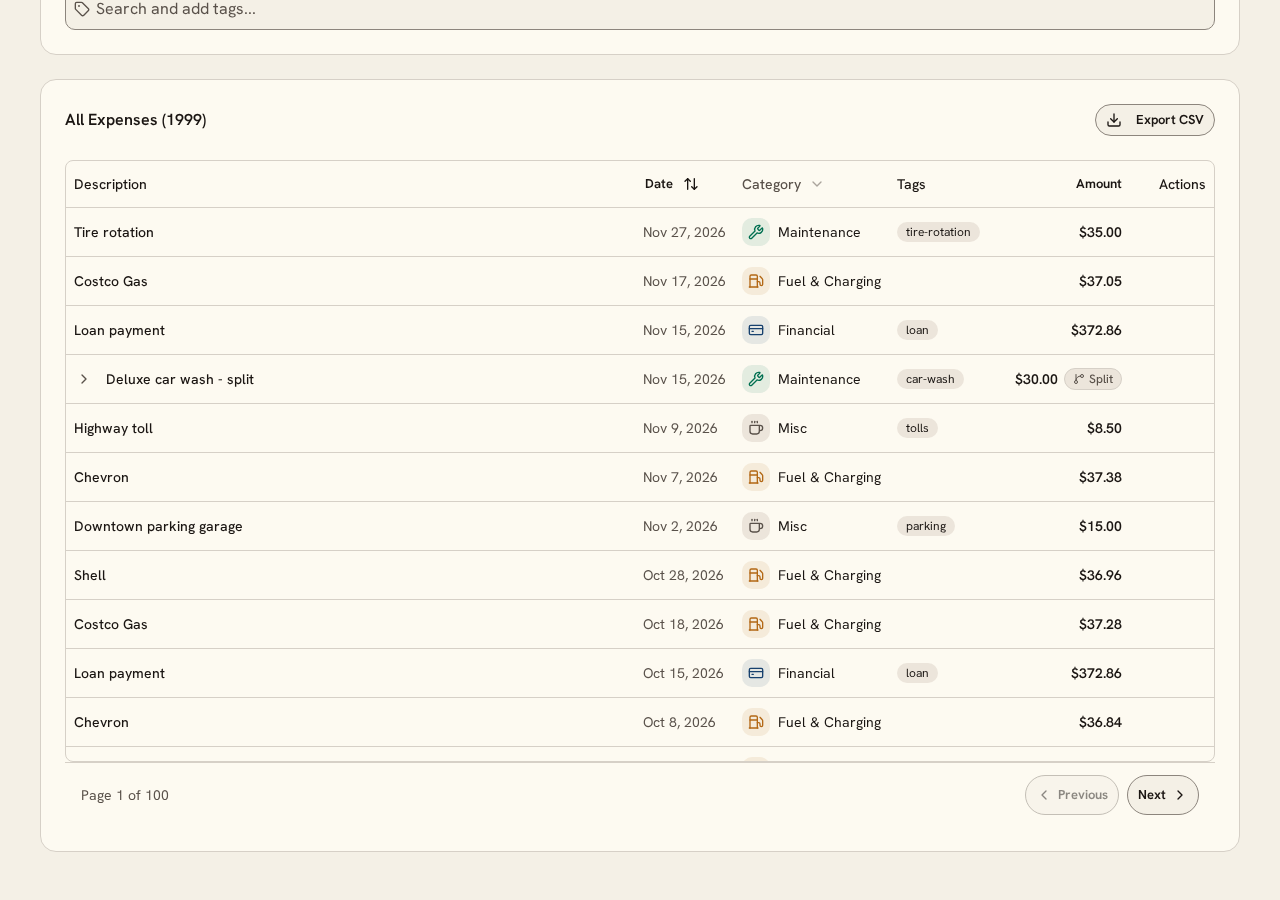 Search and add tags...
All Expenses (1999)
Export CSV
Description Date Category Tags Amount Actions
Tire rotation Nov 27, 2026 Maintenance tire-rotation $35.00
Costco Gas Nov 17, 2026 Fuel & Charging $37.05
Loan payment Nov 15, 2026 Financial loan $372.86
Deluxe car wash - split Nov 15, 2026 Maintenance car-wash $30.00 Split
Highway toll Nov 9, 2026 Misc tolls $8.50
Chevron Nov 7, 2026 Fuel & Charging $37.38
Downtown parking garage Nov 2, 2026 Misc parking $15.00
Shell Oct 28, 2026 Fuel & Charging $36.96
Costco Gas Oct 18, 2026 Fuel & Charging $37.28
Loan payment Oct 15, 2026 Financial loan $372.86
Chevron Oct 8, 2026 Fuel & Charging $36.84
Page 1 of 100
Previous
Next